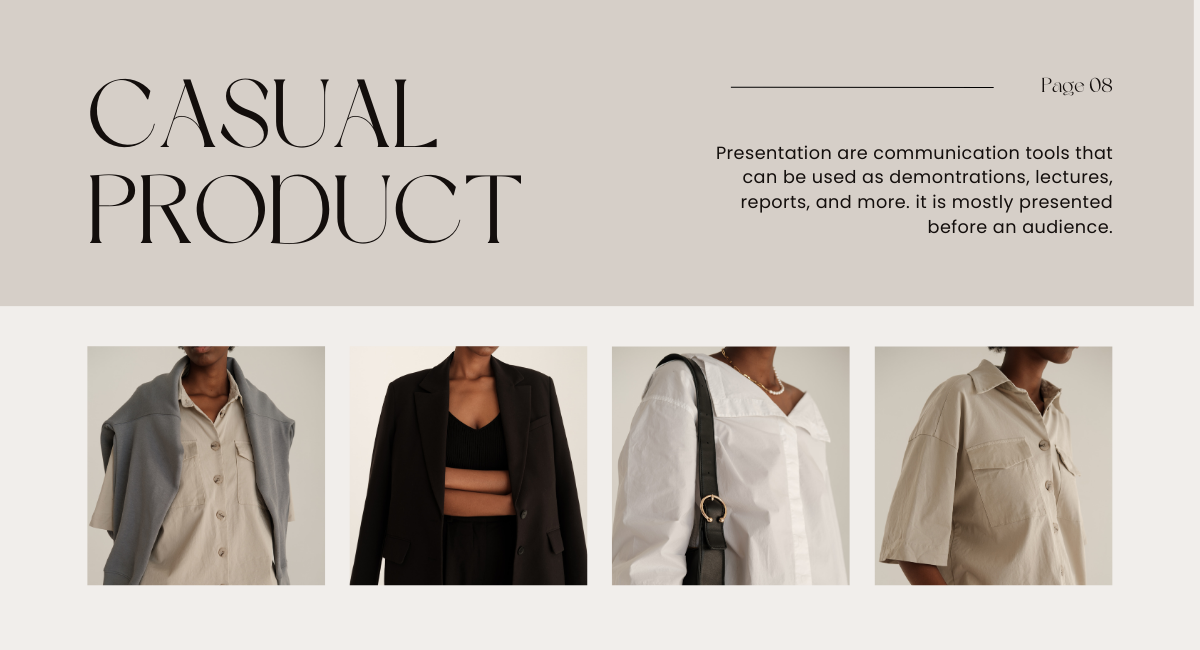 CASUAL
PRODUCT
Page 08
Presentation are communication tools that
can be used as demontrations, lectures,
reports, and more. it is mostly presented
before an audience.